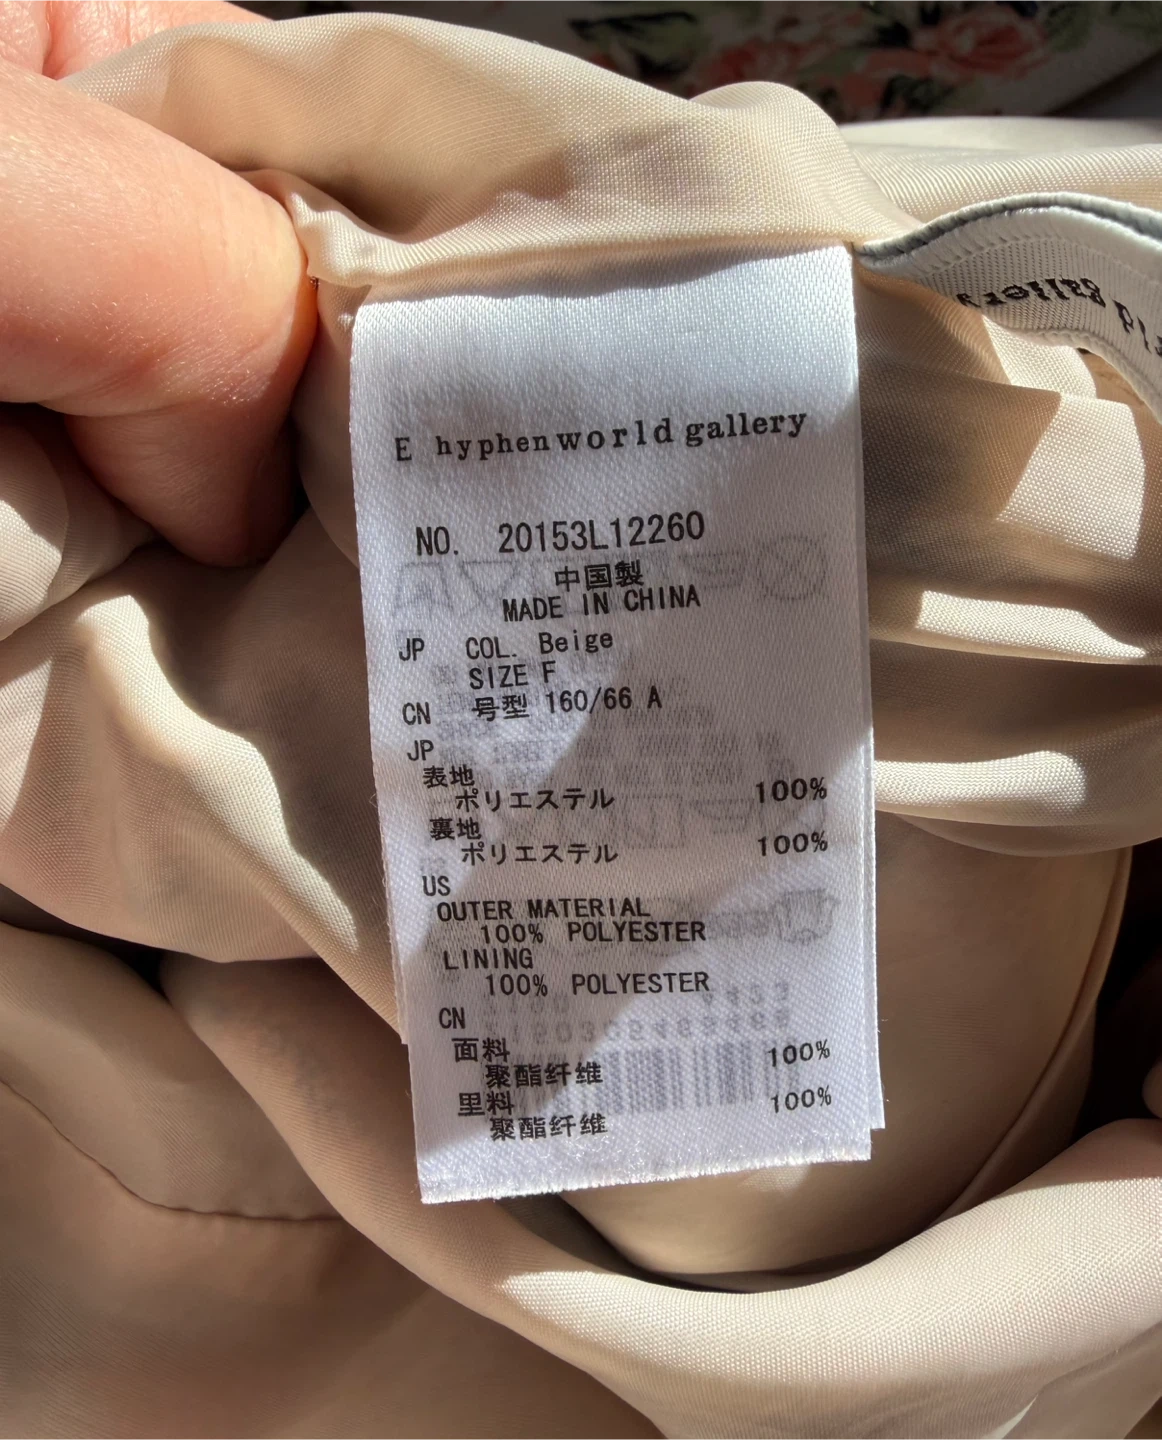 E hyphenworld gallery
NO. 20153L12260
中国製
MADE IN CHINA
JP COL. Beige
SIZE F
CN 号型 160/66 A
JP
表地
ポリエステル 100%
裏地
ポリエステル 100%
US
OUTER MATERIAL
100% POLYESTER
LINING
100% POLYESTER
CN
面料
聚酯纤维 100%
里料
聚酯纤维 100%
gallery